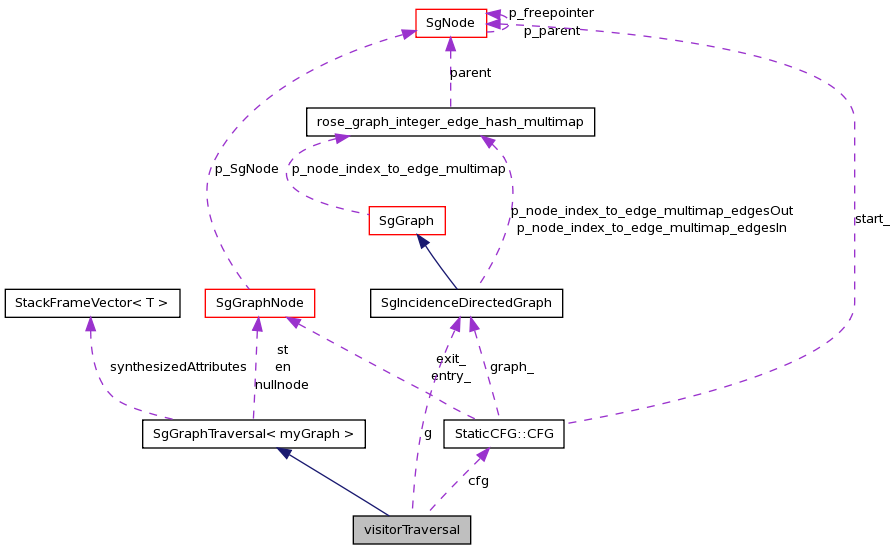 SgNode
p_freepointer
p_parent
parent
rose_graph_integer_edge_hash_multimap
p_SgNode
p_node_index_to_edge_multimap
SgGraph
p_node_index_to_edge_multimap_edgesOut
p_node_index_to_edge_multimap_edgesIn
start_
StackFrameVector< T >
SgGraphNode
SgIncidenceDirectedGraph
synthesizedAttributes
st
en
nullnode
exit_
entry_
graph_
SgGraphTraversal< myGraph >
g
StaticCFG::CFG
cfg
visitorTraversal